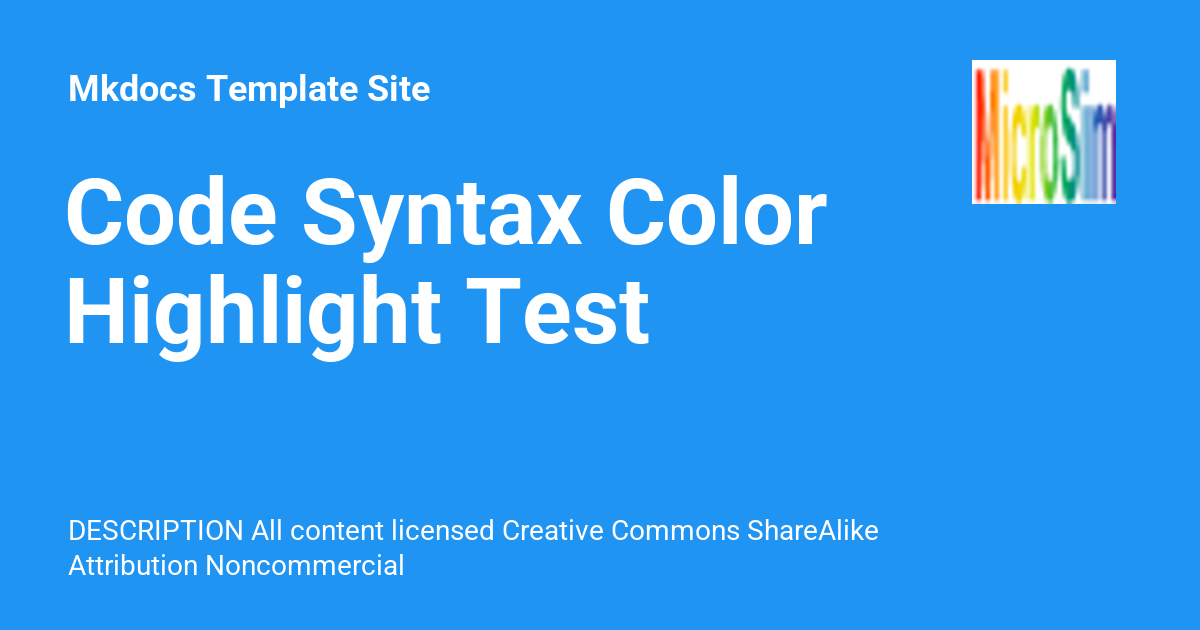 Mkdocs Template Site
MicroSim
Code Syntax Color
Highlight Test
DESCRIPTION All content licensed Creative Commons ShareAlike
Attribution Noncommercial